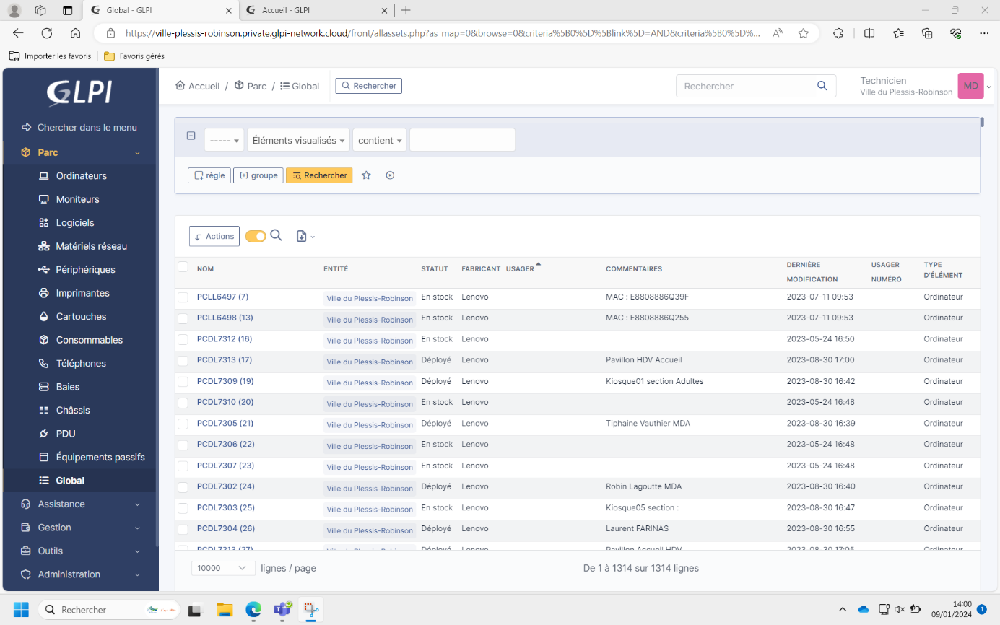 Global - GLPI
Accueil - GLPI
https://ville-plessis-robinson.private.glpi-network.cloud/front/allassets.php?as_map=0&browse=0&criteria%5B0%5D%5Blink%5D=AND&criteria%5B0%5D%...
Importer les favoris
Favoris gérés
GLPI
Chercher dans le menu
Parc
Ordinateurs
Moniteurs
Logiciels
Matériels réseau
Périphériques
Imprimantes
Cartouches
Consommables
Téléphones
Baies
Châssis
PDU
Équipements passifs
Global
Assistance
Gestion
Outils
Administration
Accueil / Parc / Global
Rechercher
Rechercher
Technicien
Ville du Plessis-Robinson
MD
----- Éléments visualisés contient
règle (+) groupe Rechercher
Actions
NOM ENTITÉ STATUT FABRICANT USAGER COMMENTAIRES DERNIÈRE MODIFICATION USAGER NUMÉRO TYPE D'ÉLÉMENT
PCLL6497 (7) Ville du Plessis-Robinson En stock Lenovo MAC : E8808886Q39F 2023-07-11 09:53 Ordinateur
PCLL6498 (13) Ville du Plessis-Robinson En stock Lenovo MAC : E8808886Q255 2023-07-11 09:53 Ordinateur
PCDL7312 (16) Ville du Plessis-Robinson En stock Lenovo 2023-05-24 16:50 Ordinateur
PCDL7313 (17) Ville du Plessis-Robinson Déployé Lenovo Pavillon HDV Accueil 2023-08-30 17:00 Ordinateur
PCDL7309 (19) Ville du Plessis-Robinson Déployé Lenovo Kiosque01 section Adultes 2023-08-30 16:42 Ordinateur
PCDL7310 (20) Ville du Plessis-Robinson En stock Lenovo 2023-05-24 16:48 Ordinateur
PCDL7305 (21) Ville du Plessis-Robinson Déployé Lenovo Tiphaine Vauthier MDA 2023-08-30 16:39 Ordinateur
PCDL7306 (22) Ville du Plessis-Robinson En stock Lenovo 2023-05-24 16:48 Ordinateur
PCDL7307 (23) Ville du Plessis-Robinson En stock Lenovo 2023-05-24 16:48 Ordinateur
PCDL7302 (24) Ville du Plessis-Robinson Déployé Lenovo Robin Lagoutte MDA 2023-08-30 16:40 Ordinateur
PCDL7303 (25) Ville du Plessis-Robinson En stock Lenovo Kiosque05 section : 2023-08-30 16:47 Ordinateur
PCDL7304 (26) Ville du Plessis-Robinson Déployé Lenovo Laurent FARINAS 2023-08-30 16:55 Ordinateur
10000 lignes / page
De 1 à 1314 sur 1314 lignes
Rechercher
14:00
09/01/2024
1